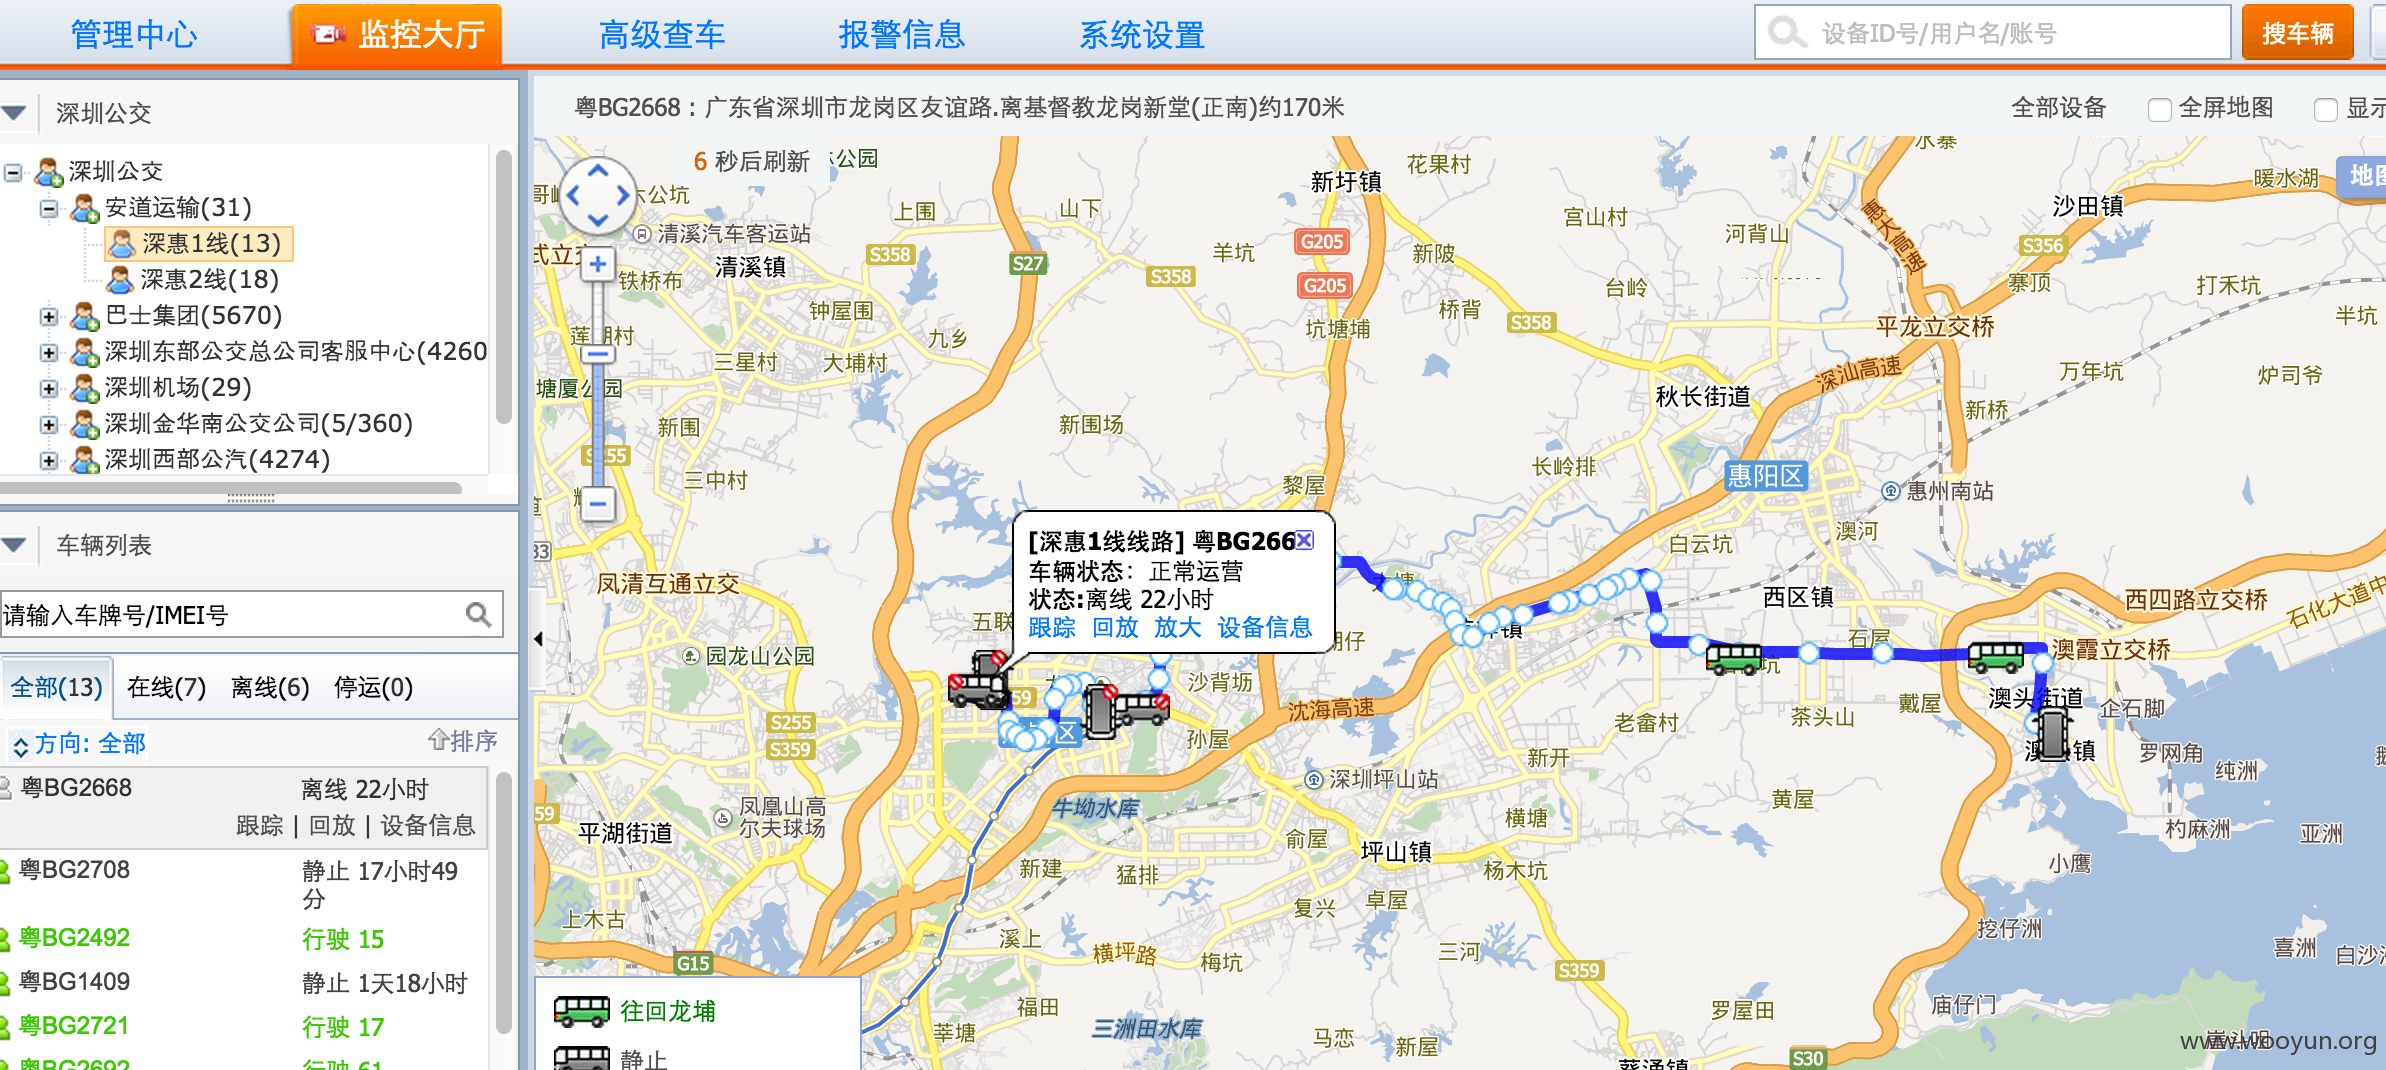 管理中心
监控大厅
高级查车
报警信息
系统设置
设备ID号/用户名/账号
搜车辆
深圳公交
深圳公交
安道运输(31)
深惠1线(13)
深惠2线(18)
巴士集团(5670)
深圳东部公交总公司客服中心(4260
深圳机场(29)
深圳金华南公交公司(5/360)
深圳西部公汽(4274)
车辆列表
请输入车牌号/IMEI号
全部(13) 在线(7) 离线(6) 停运(0)
方向: 全部
排序
粤BG2668 离线 22小时
跟踪 | 回放 | 设备信息
粤BG2708 静止 17小时49
分
粤BG2492 行驶 15
粤BG1409 静止 1天18小时
粤BG2721 行驶 17
粤BG2692 行驶 61
粤BG2668：广东省深圳市龙岗区友谊路.离基督教龙岗新堂(正南)约170米
全部设备
全屏地图
显示
6 秒后刷新
公园
花果村
水寨
新圩镇
暖水湖
地图
公坑
上围
山下
宫山村
沙田镇
惠大高速
清溪汽车客运站
河背山
G205
S356
S358
羊坑
新陂
清溪镇
S27
S358
铁桥布
G205
台岭
寨顶
打禾坑
钟屋围
桥背
S358
坑塘埔
平龙立交桥
半坑
九乡
三星村
大埔村
深汕高速
万年坑
炉司爷
塘厦公园
秋长街道
新桥
新围
新围场
S255
三中村
长岭排
惠阳区
黎屋
惠州南站
澳河
白云坑
[深惠1线线路] 粤BG266
车辆状态：正常运营
状态:离线 22小时
跟踪 回放 放大 设备信息
凤清互通立交
西区镇
西四路立交桥
石化大道中
五联
石屋
园龙山公园
澳霞立交桥
沙背坜
澳头街道
戴屋
企石脚
沈海高速
茶头山
老畲村
S255
S359
区
孙屋
罗网角
新开
深圳坪山站
纯洲
黄屋
牛坳水库
凤凰山高
尔夫球场
平湖街道
横塘
杓麻洲
亚洲
俞屋
坪山镇
小鹰
新建
猛排
杨木坑
卓屋
上木古
复兴
挖仔洲
溪上
横坪路
三河
喜洲
梅坑
G15
S359
福田
罗屋田
庙仔门
莘塘
三洲田水库
马峦
新屋
S30
葵涌镇
往回龙埔
静止
www.wooyun.org